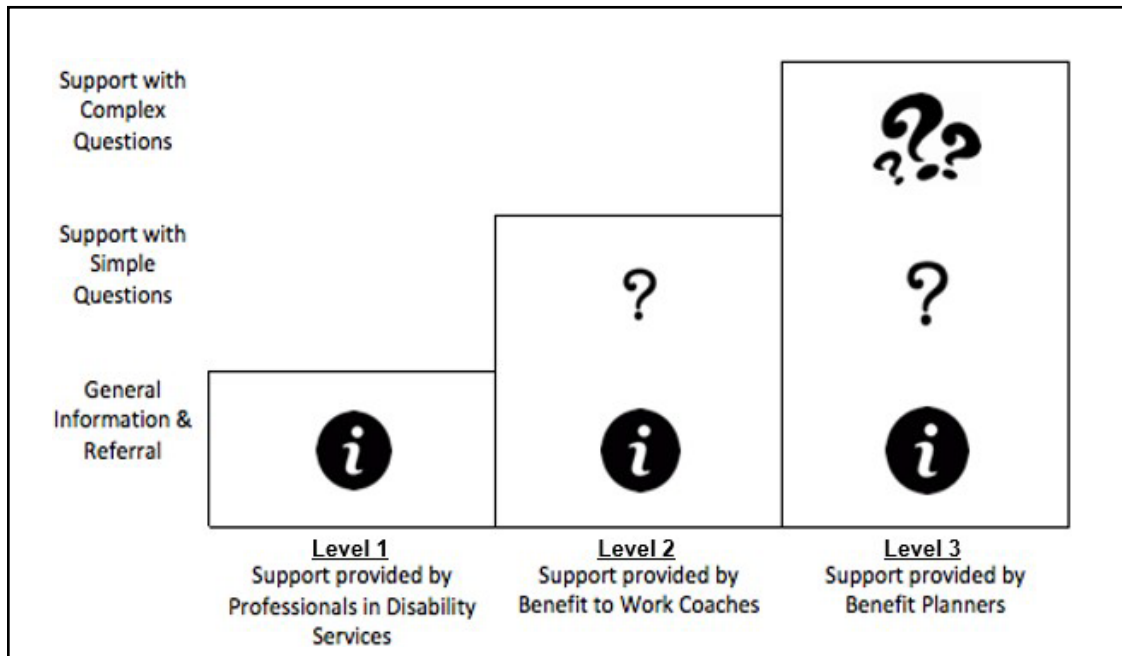 Support with
Complex
Questions
?
?
?
Support with
Simple
Questions
?
?
General
Information &
Referral
i
i
i
Level 1
Support provided by
Professionals in Disability
Services
Level 2
Support provided by
Benefit to Work Coaches
Level 3
Support provided by
Benefit Planners